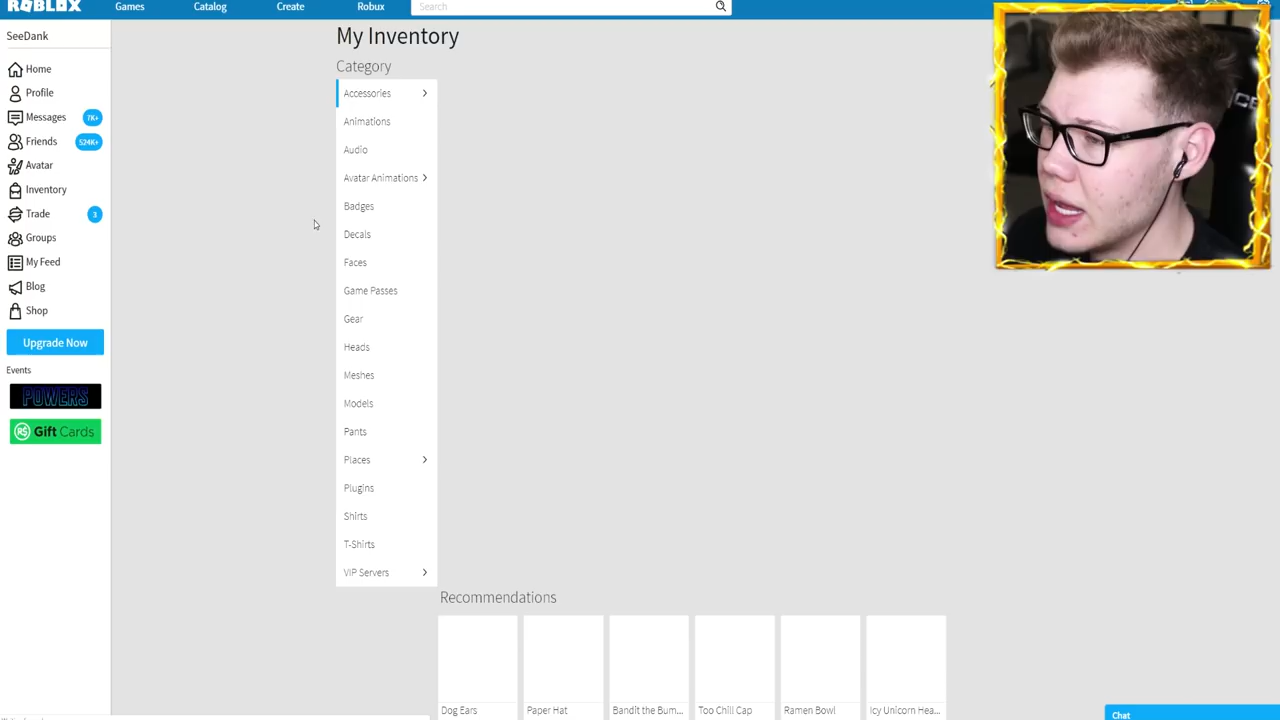 ROBLOX
Games
Catalog
Create
Robux
Search
SeeDank
Home
Profile
Messages
7K+
Friends
524K+
Avatar
Inventory
Trade
3
Groups
My Feed
Blog
Shop
Upgrade Now
Events
POWERS
R$ Gift Cards
My Inventory
Category
Accessories
Animations
Audio
Avatar Animations
Badges
Decals
Faces
Game Passes
Gear
Heads
Meshes
Models
Pants
Places
Plugins
Shirts
T-Shirts
VIP Servers
Recommendations
Dog Ears
Paper Hat
Bandit the Bum...
Too Chill Cap
Ramen Bowl
Icy Unicorn Hea...
Chat